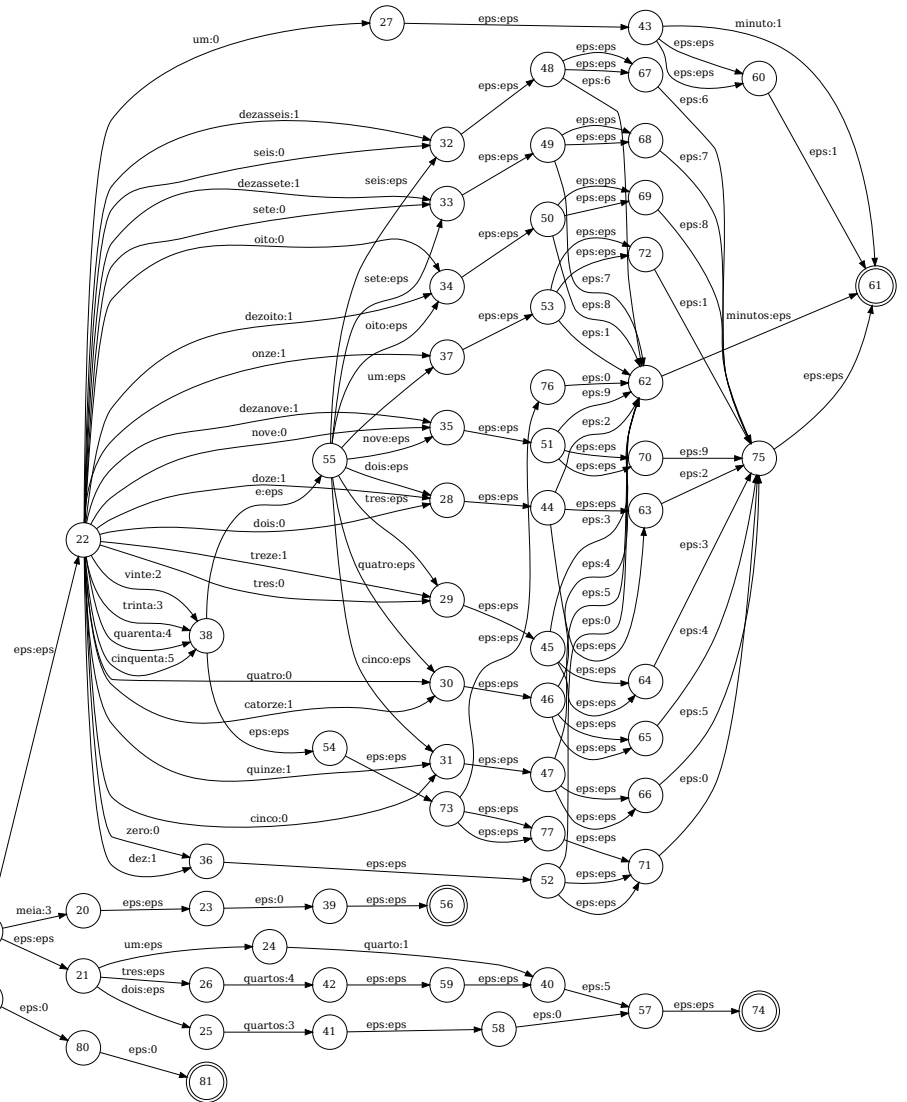 27
eps:eps
43
minuto:1
um:0
eps:eps
eps:eps
60
48
eps:eps
eps:eps
eps:6
67
eps:eps
eps:6
dezasseis:1
32
seis:0
eps:1
49
eps:eps
eps:eps
68
eps:eps
eps:7
seis:eps
dezassete:1
33
sete:0
50
eps:eps
eps:eps
69
eps:eps
eps:8
oito:0
34
53
eps:eps
eps:eps
72
sete:eps
eps:7
61
dezoito:1
oito:eps
eps:eps
eps:8
eps:1
eps:1
minutos:eps
onze:1
37
um:eps
76
eps:0
62
eps:9
eps:eps
dezanove:1
nove:0
35
nove:eps
eps:eps
51
eps:2
eps:eps
eps:eps
70
eps:9
75
55
dois:eps
doze:1
e:eps
28
tres:eps
eps:eps
44
eps:eps
63
eps:2
eps:3
dois:0
22
treze:1
tres:0
quatro:eps
29
eps:eps
eps:4
eps:3
vinte:2
trinta:3
quarenta:4
cinquenta:5
38
eps:5
eps:0
eps:eps
eps:eps
45
eps:eps
eps:4
eps:eps
cinco:eps
quatro:0
30
eps:eps
46
eps:eps
64
eps:eps
catorze:1
eps:5
eps:eps
54
eps:eps
eps:eps
65
eps:eps
quinze:1
31
eps:eps
47
eps:eps
66
eps:eps
eps:0
cinco:0
73
eps:eps
eps:eps
77
eps:eps
zero:0
dez:1
36
eps:eps
52
eps:eps
eps:eps
71
meia:3
20
eps:eps
23
eps:0
39
eps:eps
56
eps:eps
21
um:eps
24
quarto:1
tres:eps
26
quartos:4
42
eps:eps
59
eps:eps
40
eps:5
dois:eps
25
quartos:3
41
eps:eps
58
eps:0
57
eps:eps
74
eps:0
80
eps:0
81